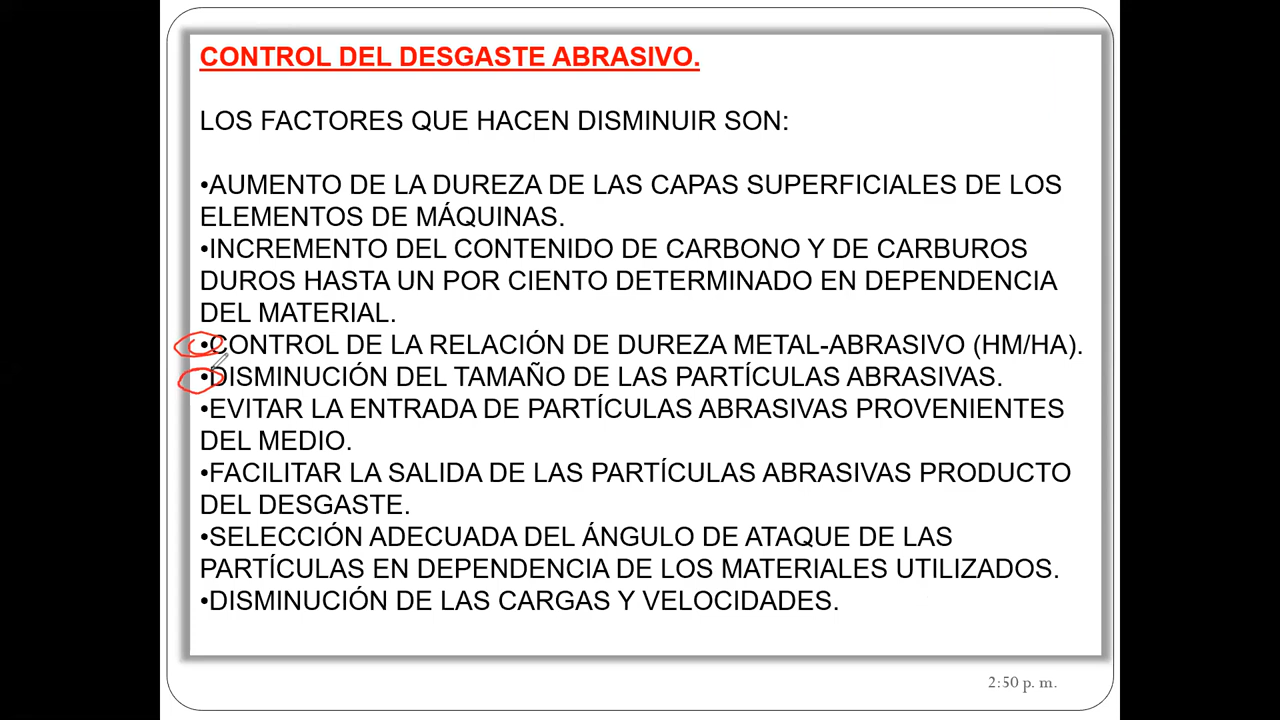 CONTROL DEL DESGASTE ABRASIVO.
LOS FACTORES QUE HACEN DISMINUIR SON:
•AUMENTO DE LA DUREZA DE LAS CAPAS SUPERFICIALES DE LOS
ELEMENTOS DE MÁQUINAS.
•INCREMENTO DEL CONTENIDO DE CARBONO Y DE CARBUROS
DUROS HASTA UN POR CIENTO DETERMINADO EN DEPENDENCIA
DEL MATERIAL.
•CONTROL DE LA RELACIÓN DE DUREZA METAL-ABRASIVO (HM/HA).
•DISMINUCIÓN DEL TAMAÑO DE LAS PARTÍCULAS ABRASIVAS.
•EVITAR LA ENTRADA DE PARTÍCULAS ABRASIVAS PROVENIENTES
DEL MEDIO.
•FACILITAR LA SALIDA DE LAS PARTÍCULAS ABRASIVAS PRODUCTO
DEL DESGASTE.
•SELECCIÓN ADECUADA DEL ÁNGULO DE ATAQUE DE LAS
PARTÍCULAS EN DEPENDENCIA DE LOS MATERIALES UTILIZADOS.
•DISMINUCIÓN DE LAS CARGAS Y VELOCIDADES.
2:50 p. m.